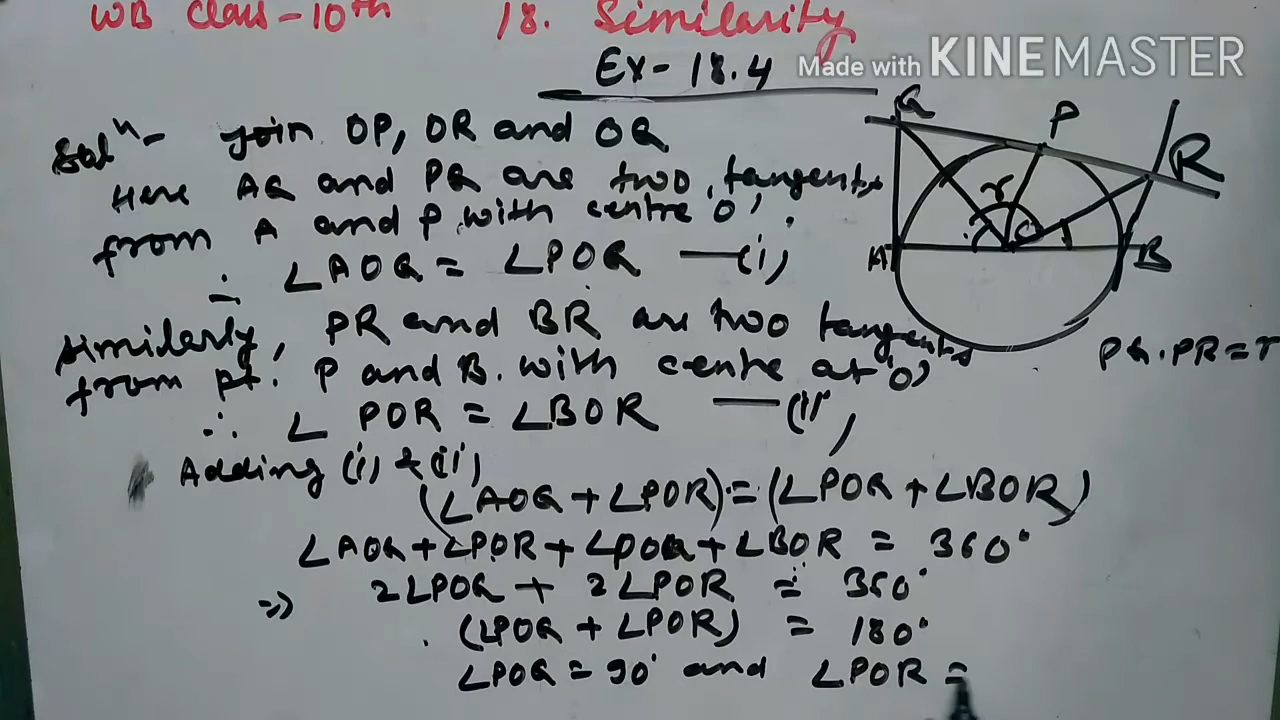 WB Class-10th 18. Similarity
Ex-18.4
Made with KINEMASTER
Solⁿ- Join OP, OR and OQ
Here AQ and PQ are two tangents
from A and P with centre 'O'.
∴ ∠AOQ = ∠POQ —(i)
Similarly, PR and BR are two tangents
from pt. P and B. with centre at 'O'
∴ ∠ POR = ∠BOR —(ii)
Adding (i) & (ii)
(∠AOQ + ∠POR) = (∠POQ + ∠BOR)
∠AOQ + ∠POR + ∠POQ + ∠BOR = 360°
=> 2∠POQ + 2∠POR = 360°
(∠POQ + ∠POR) = 180°
∠POQ = 90° and ∠POR =
Q
P
R
r
O
A
B
PQ.PR = r